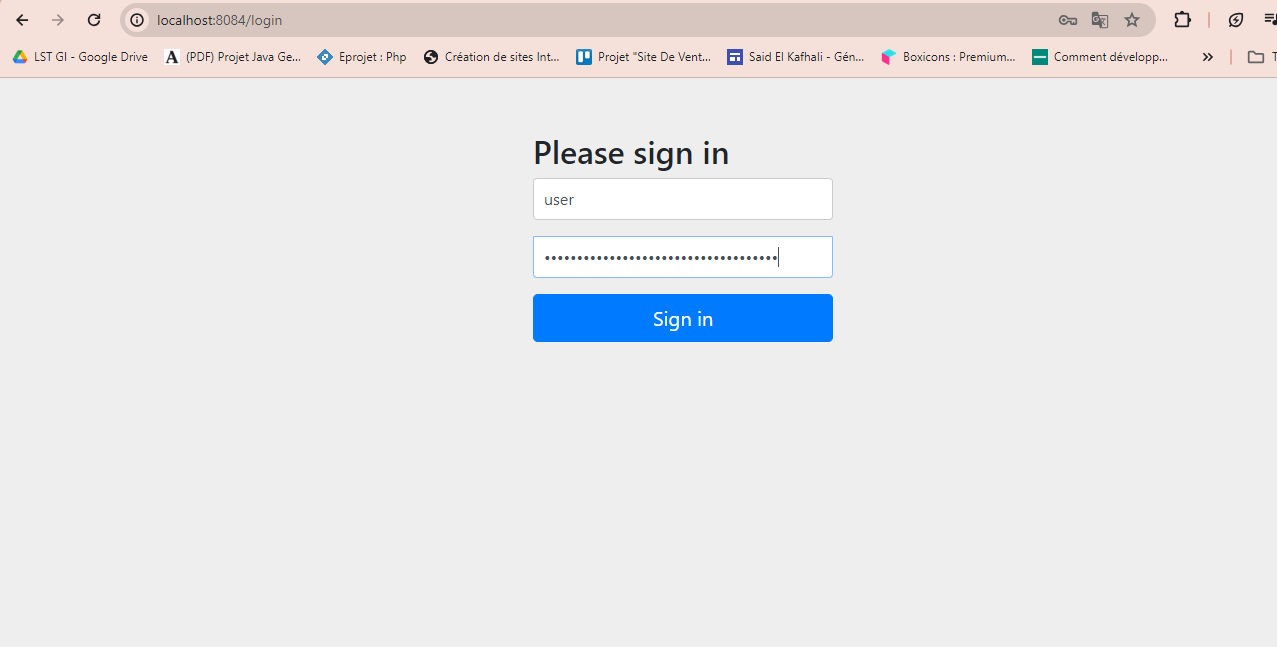 localhost:8084/login
LST GI - Google Drive A (PDF) Projet Java Ge... Eprojet : Php Création de sites Int... Projet "Site De Vent... Said El Kafhali - Gén... Boxicons : Premium... Comment développ... » T
Please sign in
user
••••••••••••••••••••••••••••••••••••
Sign in